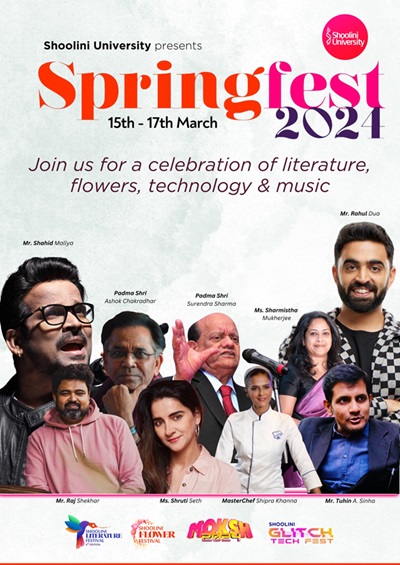 Shoolini University presents
Shoolini
University
Springfest
2024
15th - 17th March
Join us for a celebration of literature,
flowers, technology & music
Mr. Rahul Dua
Mr. Shahid Mallya
Padma Shri
Ashok Chakradhar
Padma Shri
Surendra Sharma
Ms. Sharmistha
Mukherjee
Mr. Raj Shekhar
Ms. Shruti Seth
MasterChef Shipra Khanna
Mr. Tuhin A. Sinha
SHOOLINI
LITERATURE
FESTIVAL
SHOOLINI
FLOWER
FESTIVAL
MOKSH
2024
SHOOLINI
GLITCH
TECH FEST